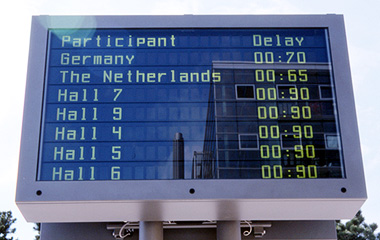 Participant Delay
Germany 00:70
The Netherlands 00:65
Hall 7 00:90
Hall 9 00:90
Hall 4 00:90
Hall 5 00:90
Hall 6 00:90